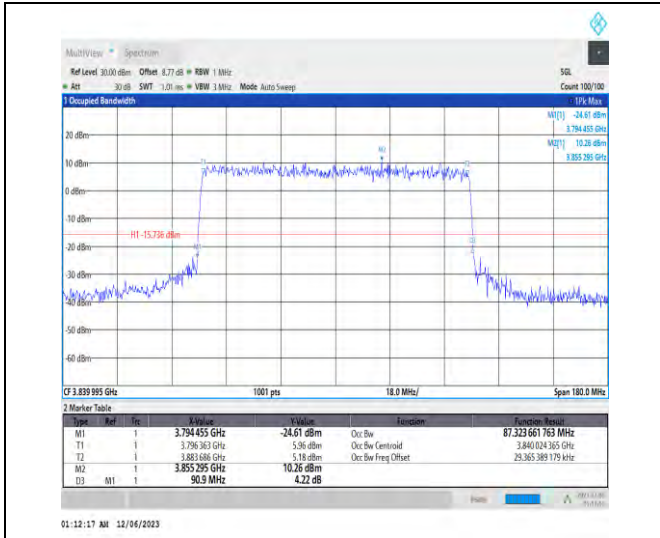 MultiView Spectrum
Ref Level 30.00 dBm Offset 8.77 dB RBW 1 MHz SGL
Att 30 dB SWT 1.01 ms VBW 3 MHz Mode Auto Sweep Count 100/100
1 Occupied Bandwidth 1Pk Max
M1[1] -24.61 dBm
3.794 455 GHz
20 dBm
M2[1] 10.26 dBm
3.855 295 GHz
M2
10 dBm
T1
0 dBm
-10 dBm
H1 -15.736 dBm
-20 dBm
-30 dBm
-40 dBm
-50 dBm
-60 dBm
CF 3.839 995 GHz 1001 pts 18.0 MHz/ Span 180.0 MHz
2 Marker Table
Type Ref Trc X-Value Y-Value Function Function Result
M1 1 3.794 455 GHz -24.61 dBm Occ Bw 87.323 661 763 MHz
T1 1 3.796 363 GHz 5.96 dBm Occ Bw Centroid 3.840 024 365 GHz
T2 1 3.883 686 GHz 5.18 dBm Occ Bw Freq Offset 29.365 389 179 kHz
M2 1 3.855 295 GHz 10.26 dBm
D3 M1 1 90.9 MHz 4.22 dB
01:12:17 AM 12/06/2023